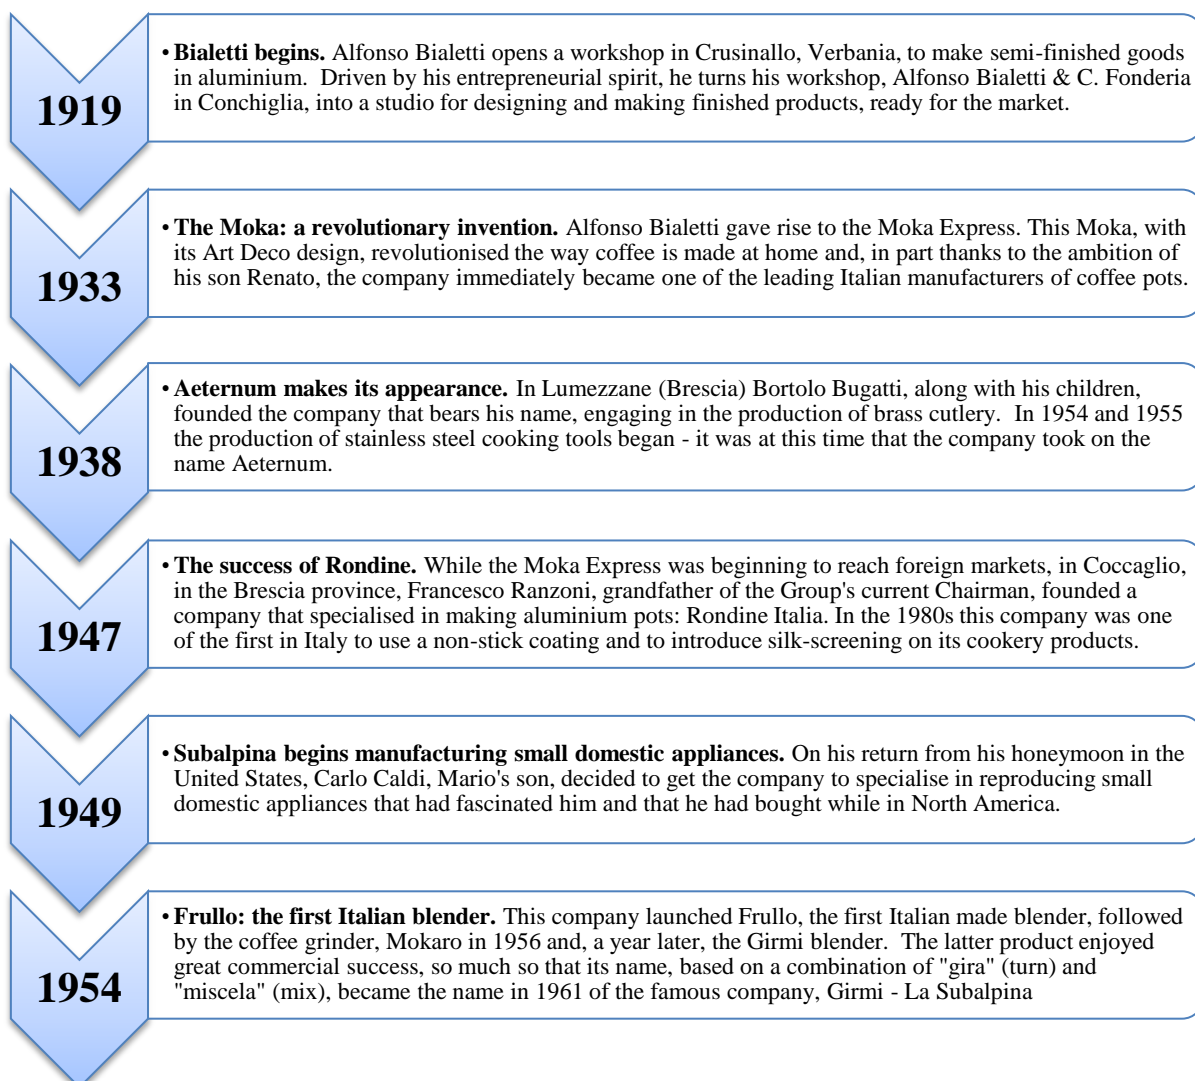 1919
• Bialetti begins. Alfonso Bialetti opens a workshop in Crusinallo, Verbania, to make semi-finished goods
in aluminium.  Driven by his entrepreneurial spirit, he turns his workshop, Alfonso Bialetti & C. Fonderia
in Conchiglia, into a studio for designing and making finished products, ready for the market.
1933
• The Moka: a revolutionary invention. Alfonso Bialetti gave rise to the Moka Express. This Moka, with
its Art Deco design, revolutionised the way coffee is made at home and, in part thanks to the ambition of
his son Renato, the company immediately became one of the leading Italian manufacturers of coffee pots.
1938
• Aeternum makes its appearance. In Lumezzane (Brescia) Bortolo Bugatti, along with his children,
founded the company that bears his name, engaging in the production of brass cutlery.  In 1954 and 1955
the production of stainless steel cooking tools began - it was at this time that the company took on the
name Aeternum.
1947
• The success of Rondine. While the Moka Express was beginning to reach foreign markets, in Coccaglio,
in the Brescia province, Francesco Ranzoni, grandfather of the Group's current Chairman, founded a
company that specialised in making aluminium pots: Rondine Italia. In the 1980s this company was one
of the first in Italy to use a non-stick coating and to introduce silk-screening on its cookery products.
1949
• Subalpina begins manufacturing small domestic appliances. On his return from his honeymoon in the
United States, Carlo Caldi, Mario's son, decided to get the company to specialise in reproducing small
domestic appliances that had fascinated him and that he had bought while in North America.
1954
• Frullo: the first Italian blender. This company launched Frullo, the first Italian made blender, followed
by the coffee grinder, Mokaro in 1956 and, a year later, the Girmi blender.  The latter product enjoyed
great commercial success, so much so that its name, based on a combination of "gira" (turn) and
"miscela" (mix), became the name in 1961 of the famous company, Girmi - La Subalpina